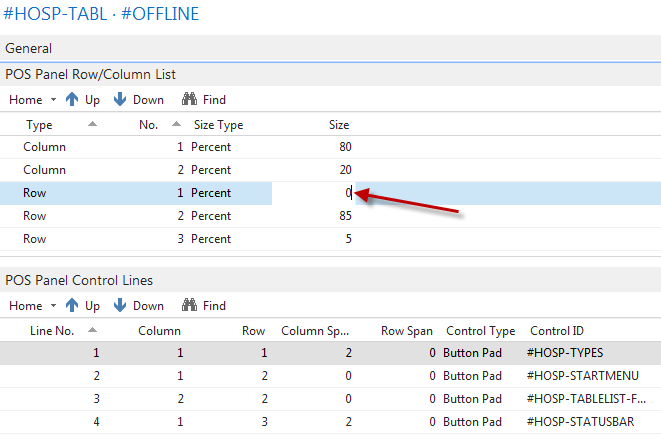 #HOSP-TABL · #OFFLINE
General
POS Panel Row/Column List
Home Up Down Find
Type No. Size Type Size
Column 1 Percent 80
Column 2 Percent 20
Row 1 Percent 0
Row 2 Percent 85
Row 3 Percent 5
POS Panel Control Lines
Home Up Down Find
Line No. Column Row Column Sp... Row Span Control Type Control ID
1 1 1 2 0 Button Pad #HOSP-TYPES
2 1 2 0 0 Button Pad #HOSP-STARTMENU
3 2 2 0 0 Button Pad #HOSP-TABLELIST-F...
4 1 3 2 0 Button Pad #HOSP-STATUSBAR